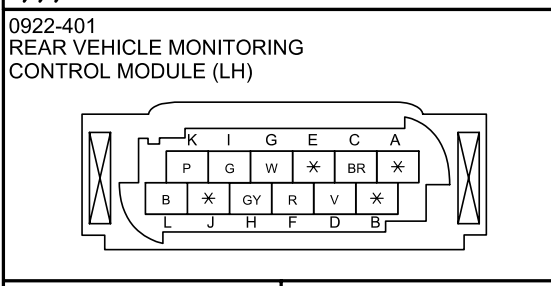 0922-401
REAR VEHICLE MONITORING
CONTROL MODULE (LH)
K I G E C A
P G W * BR *
B * GY R V *
L J H F D B